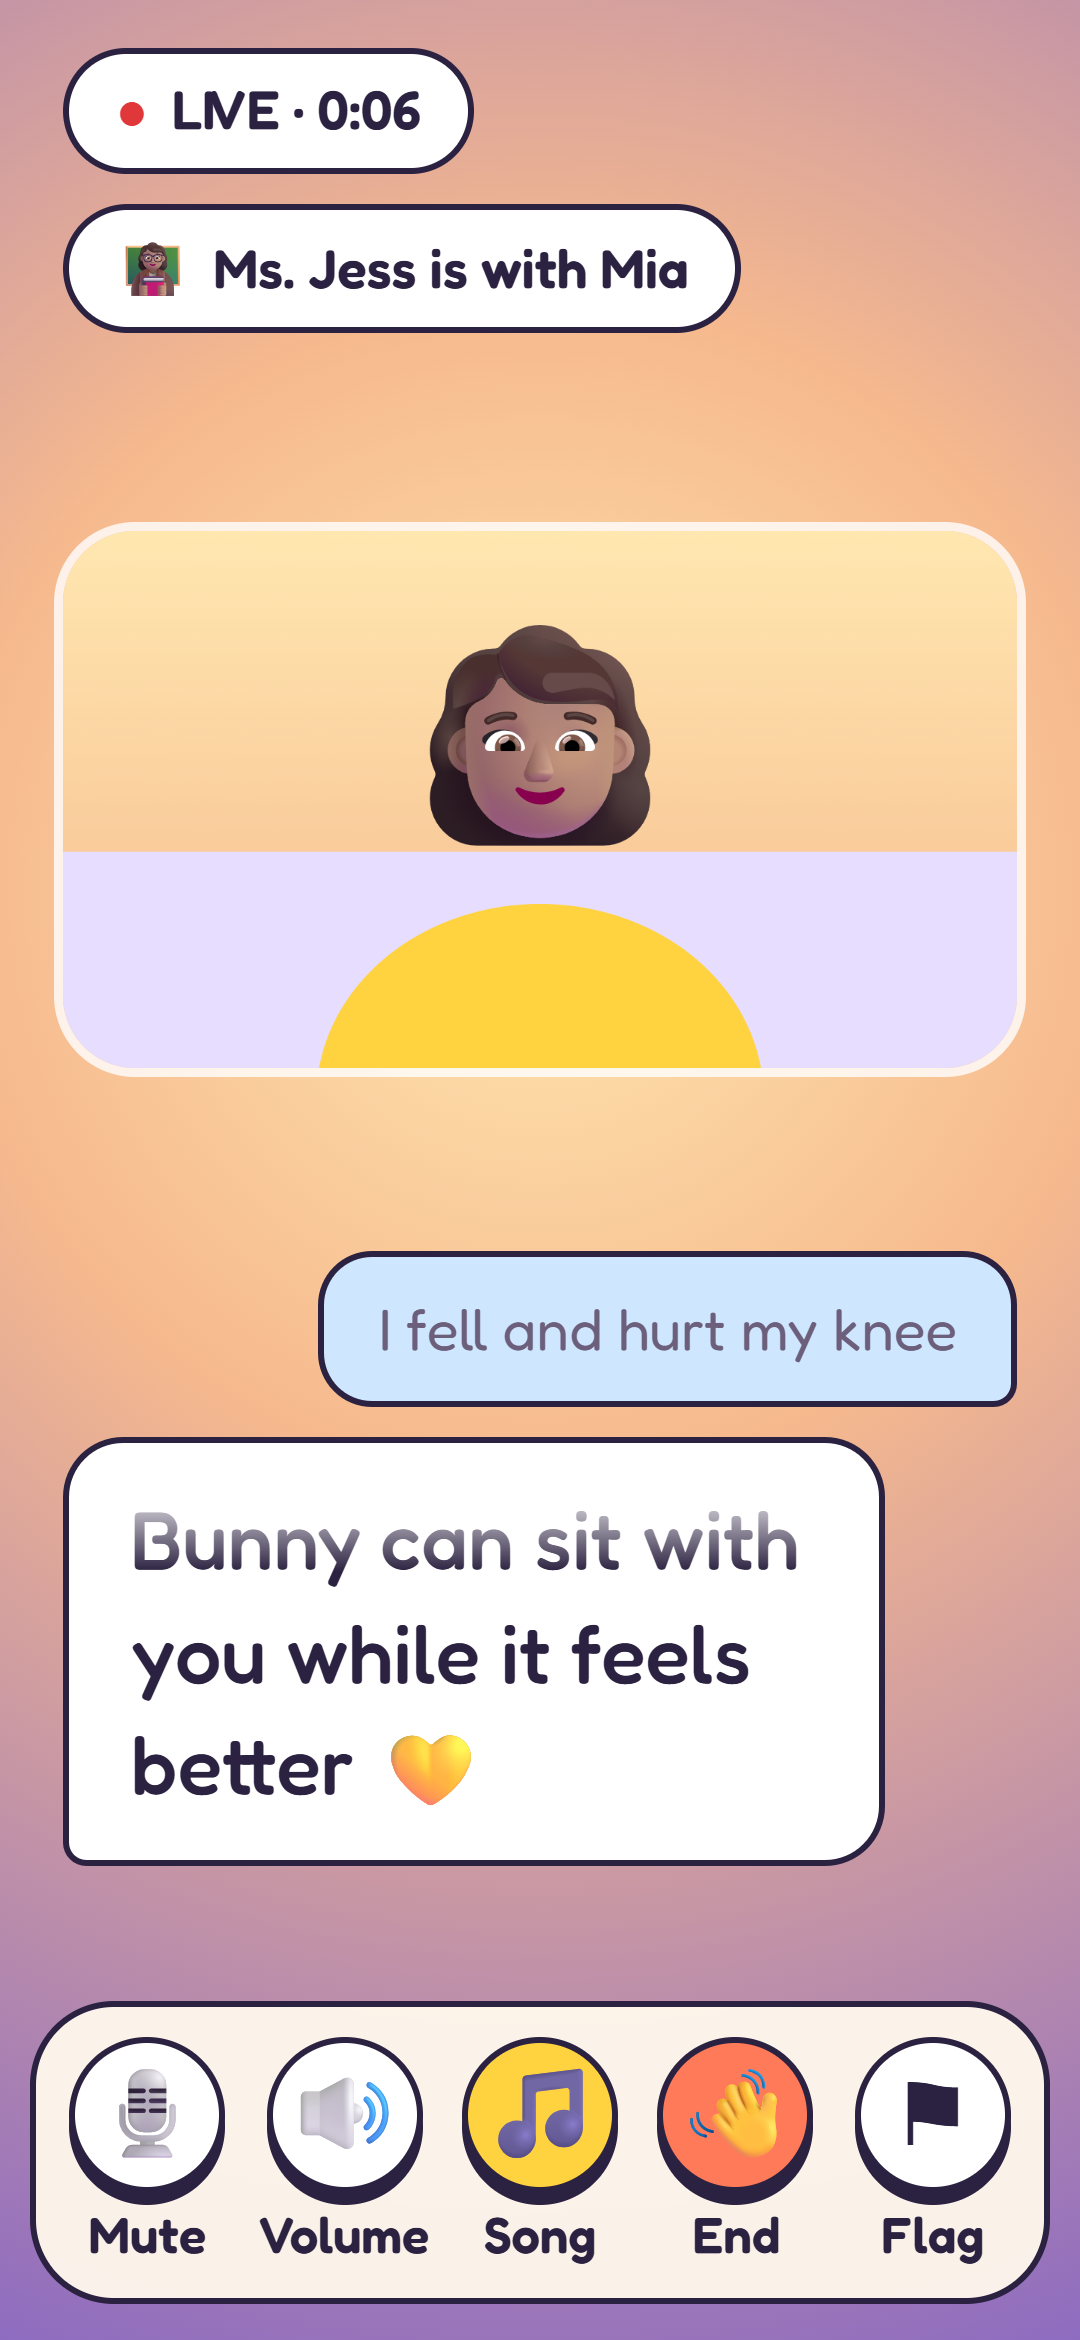 LIVE · 0:06
Ms. Jess is with Mia
I fell and hurt my knee
Bunny can sit with
you while it feels
better 💛
Mute
Volume
Song
End
Flag